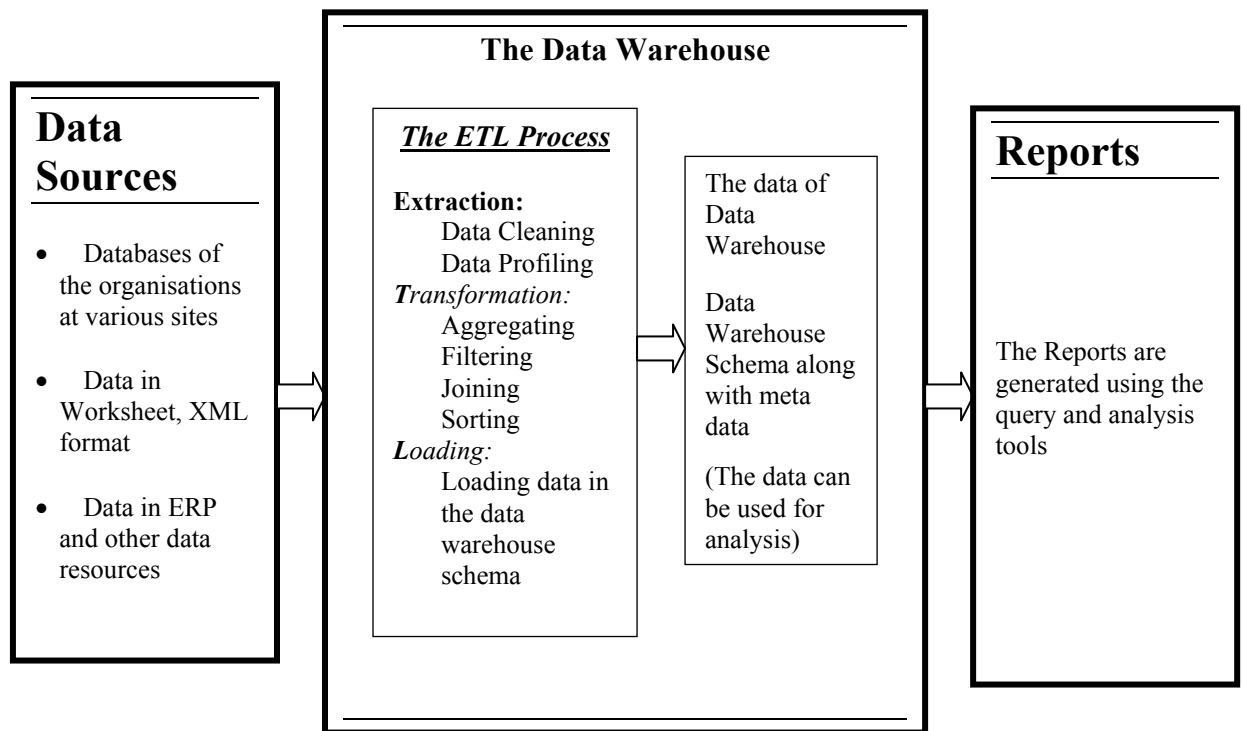 The Data Warehouse
Data
Sources
• Databases of
the organisations
at various sites
• Data in
Worksheet, XML
format
• Data in ERP
and other data
resources
The ETL Process
Extraction:
Data Cleaning
Data Profiling
Transformation:
Aggregating
Filtering
Joining
Sorting
Loading:
Loading data in
the data
warehouse
schema
The data of
Data
Warehouse
Data
Warehouse
Schema along
with meta
data
(The data can
be used for
analysis)
Reports
The Reports are
generated using the
query and analysis
tools